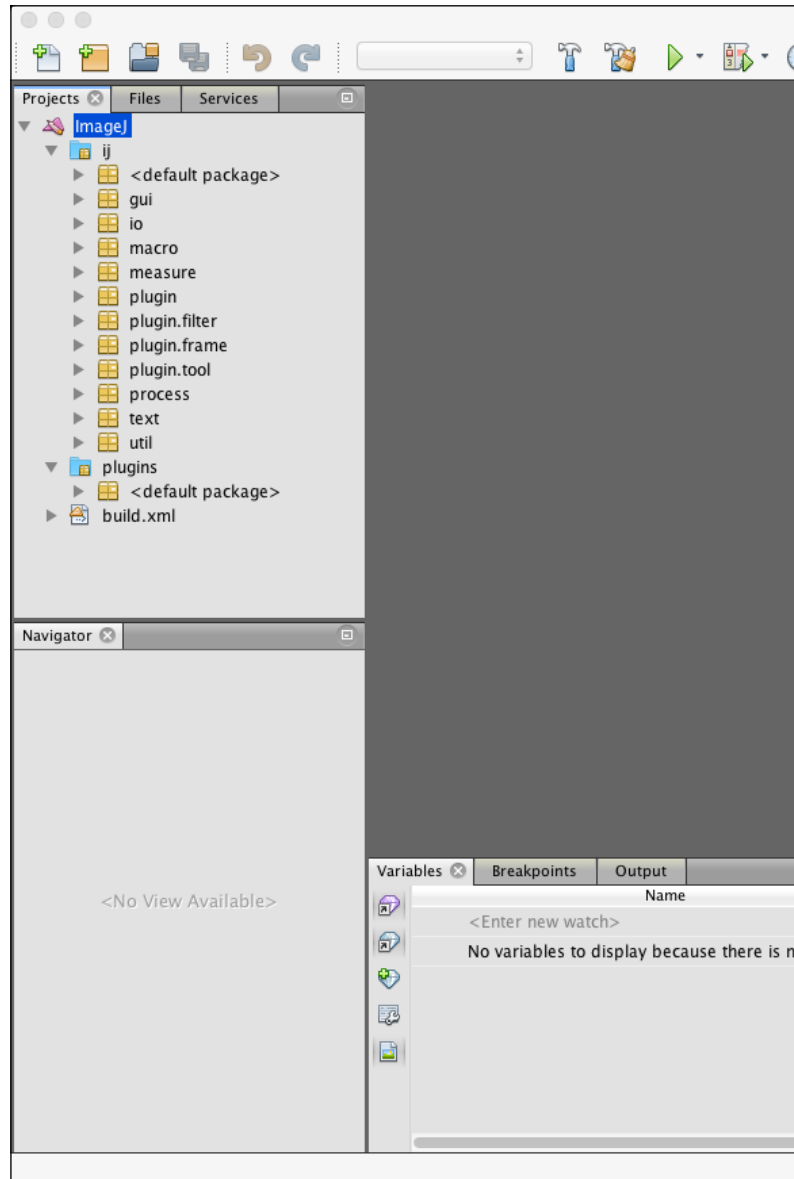 Projects Files Services
ImageJ
ij
<default package>
gui
io
macro
measure
plugin
plugin.filter
plugin.frame
plugin.tool
process
text
util
plugins
<default package>
build.xml
Navigator
<No View Available>
Variables Breakpoints Output
Name
<Enter new watch>
No variables to display because there is n